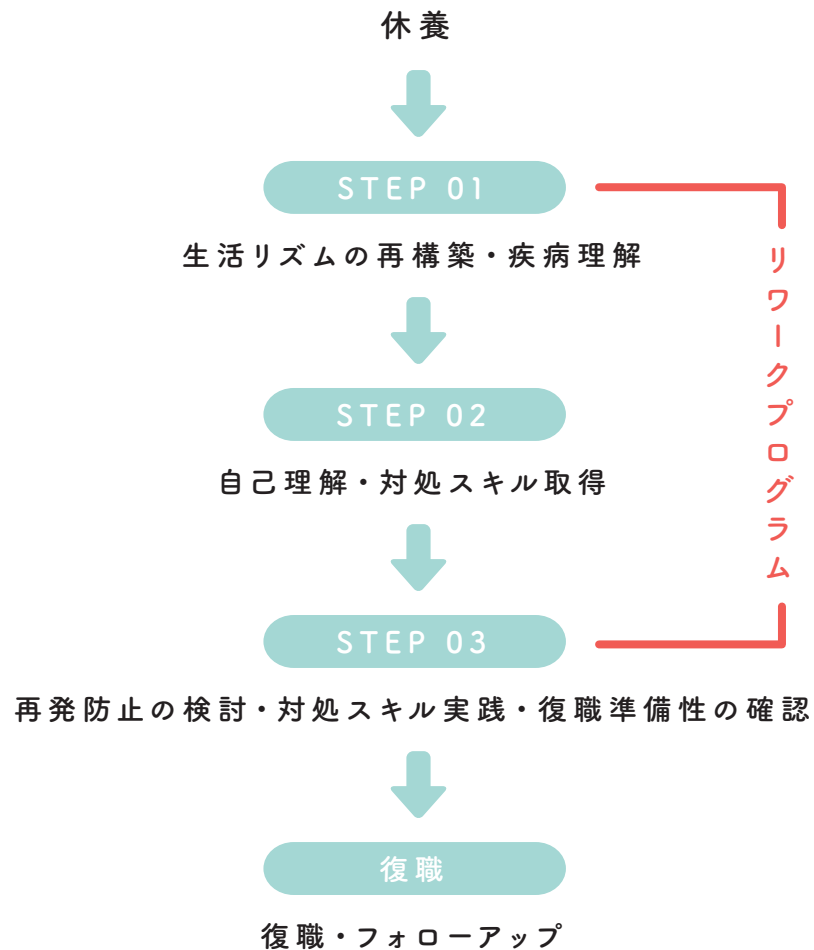 休養
STEP 01
生活リズムの再構築・疾病理解
リワークプログラム
STEP 02
自己理解・対処スキル取得
STEP 03
再発防止の検討・対処スキル実践・復職準備性の確認
復職
復職・フォローアップ